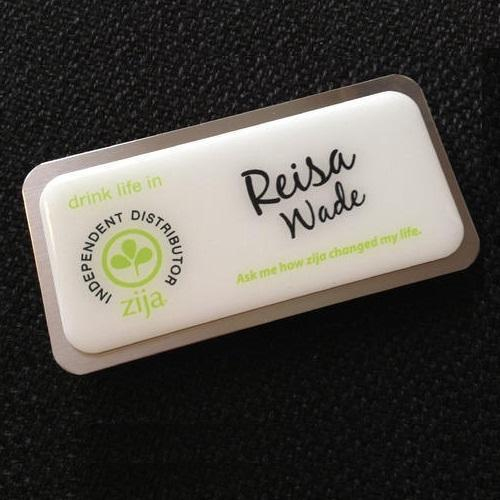 drink life in
INDEPENDENT DISTRIBUTOR
zija
Reisa
Wade
Ask me how zija changed my life.